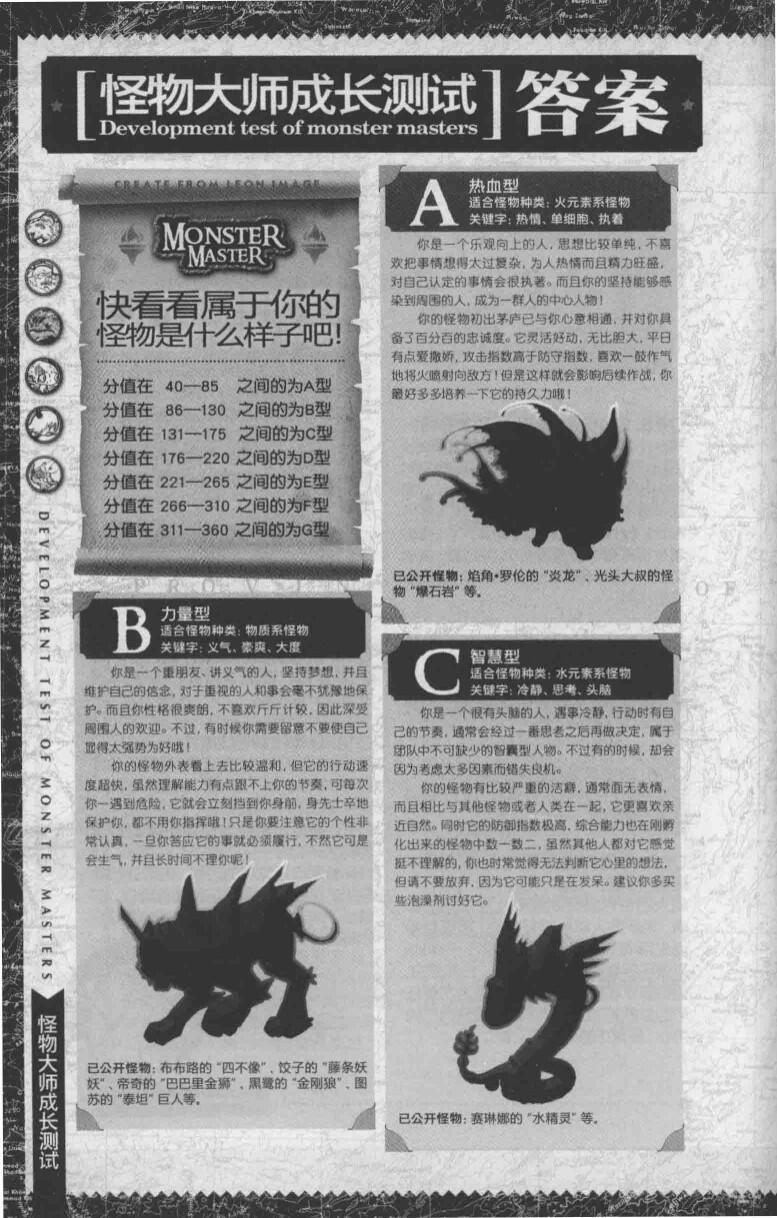 怪物大师成长测试
Development test of monster masters
答案
CREATE FROM LEON IMAGE
MONSTER
MASTER
快看看属于你的
怪物是什么样子吧!
分值在 40—85 之间的为A型
分值在 86—130 之间的为B型
分值在 131—175 之间的为C型
分值在 176—220 之间的为D型
分值在 221—265 之间的为E型
分值在 266—310 之间的为F型
分值在 311—360 之间的为G型
A
热血型
适合怪物种类: 火元素系怪物
关键字: 热情、单细胞、执着
你是一个乐观向上的人，思想比较单纯，不喜
欢把事情想得太过复杂，为人热情而且精力旺盛，
对自己认定的事情会很执著。而且你的坚持能够感
染到周围的人，成为一群人的中心人物!
你的怪物初出茅庐已与你心意相通，并对你具
备了百分百的忠诚度。它灵活好动，无比胆大，平日
有点爱撒娇，攻击指数高于防守指数，喜欢一鼓作气
地将火喷射向敌方!但是这样就会影响后续作战，你
最好多多培养一下它的持久力哦!
已公开怪物: 焰角·罗伦的“炎龙”、光头大叔的怪
物“爆石岩”等。
B
力量型
适合怪物种类: 物质系怪物
关键字: 义气、豪爽、大度
你是一个重朋友、讲义气的人，坚持梦想，并且
维护自己的信念，对于重视的人和事会毫不犹豫地保
护。而且你性格很爽朗，不喜欢斤斤计较，因此深受
周围人的欢迎。不过，有时候你需要留意不要使自己
显得太强势为好哦!
你的怪物外表看上去比较温和，但它的行动速
度超快，虽然理解能力有点跟不上你的节奏，可每次
你一遇到危险，它就会立刻挡到你身前，身先士卒地
保护你，都不用你指挥哦!只是你要注意它的个性非
常认真，一旦你答应它的事就必须履行，不然它可是
会生气，并且长时间不理你呢!
已公开怪物: 布布路的“四不像”、饺子的“藤条妖
妖”、帝奇的“巴巴里金狮”、黑鹭的“金刚狼”、图
苏的“泰坦”巨人等。
C
智慧型
适合怪物种类: 水元素系怪物
关键字: 冷静、思考、头脑
你是一个很有头脑的人，遇事冷静，行动时有自
己的节奏，通常会经过一番思考之后再做决定，属于
团队中不可缺少的智囊型人物。不过有的时候，却会
因为考虑太多因素而错失良机。
你的怪物有比较严重的洁癖，通常面无表情，
而且相比与其他怪物或者人类在一起，它更喜欢亲
近自然。同时它的防御指数极高，综合能力也在刚孵
化出来的怪物中数一数二，虽然其他人都对它感觉
挺不理解的，你也时常觉得无法判断它心里的想法，
但请不要放弃，因为它可能只是在发呆。建议你多买
些泡澡剂讨好它。
已公开怪物: 赛琳娜的“水精灵”等。
DEVELOPMENT TEST OF MONSTER MASTERS
怪物大师成长测试